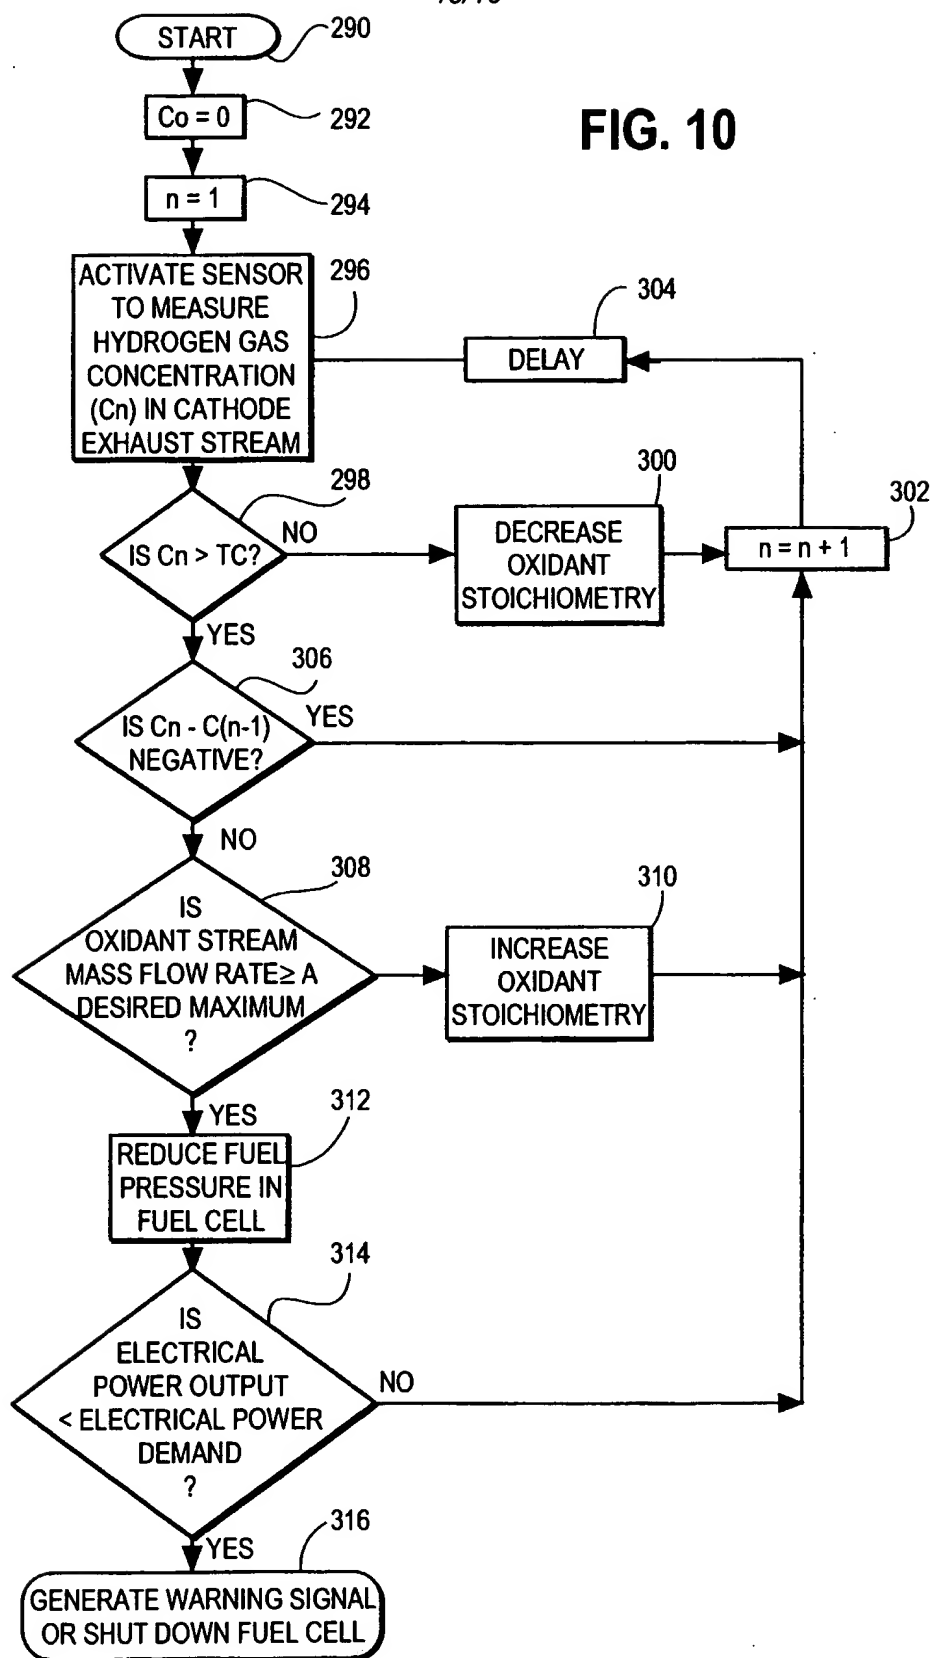 START
290
Co = 0
292
FIG. 10
n = 1
294
ACTIVATE SENSOR
TO MEASURE
HYDROGEN GAS
CONCENTRATION
(Cn) IN CATHODE
EXHAUST STREAM
296
304
DELAY
298
IS Cn > TC?
NO
300
DECREASE
OXIDANT
STOICHIOMETRY
302
n = n + 1
YES
306
IS Cn - C(n-1)
NEGATIVE?
YES
NO
308
IS
OXIDANT STREAM
MASS FLOW RATE≥ A
DESIRED MAXIMUM
?
310
INCREASE
OXIDANT
STOICHIOMETRY
YES
312
REDUCE FUEL
PRESSURE IN
FUEL CELL
314
IS
ELECTRICAL
POWER OUTPUT
< ELECTRICAL POWER
DEMAND
?
NO
YES
316
GENERATE WARNING SIGNAL
OR SHUT DOWN FUEL CELL